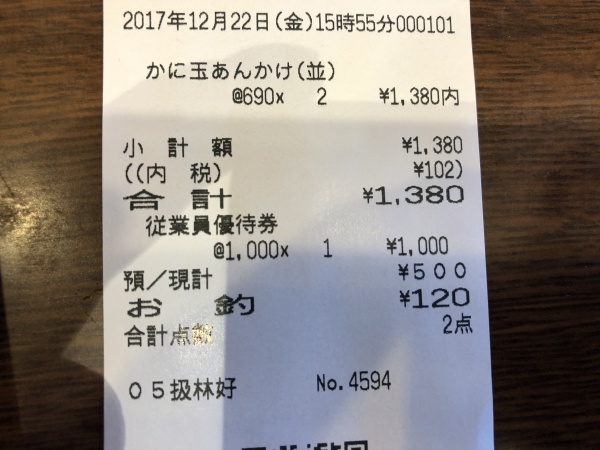 2017年12月22日(金)15時55分000101
かに玉あんかけ(並)
@690x 2 ¥1,380内
小 計 額 ¥1,380
((内 税) ¥102)
合 計 ¥1,380
従業員優待券
@1,000x 1 ¥1,000
預/現計 ¥500
お 釣 ¥120
合計点数 2点
05扱林好 No.4594